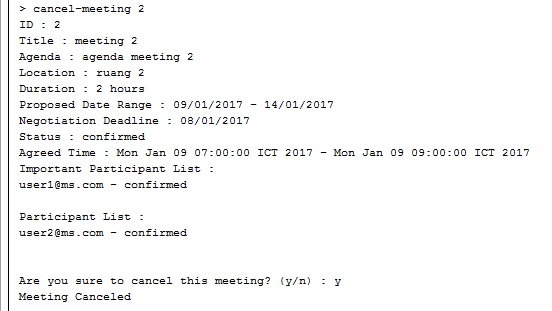 > cancel-meeting 2
ID : 2
Title : meeting 2
Agenda : agenda meeting 2
Location : ruang 2
Duration : 2 hours
Proposed Date Range : 09/01/2017 - 14/01/2017
Negotiation Deadline : 08/01/2017
Status : confirmed
Agreed Time : Mon Jan 09 07:00:00 ICT 2017 - Mon Jan 09 09:00:00 ICT 2017
Important Participant List :
user1@ms.com - confirmed
Participant List :
user2@ms.com - confirmed
Are you sure to cancel this meeting? (y/n) : y
Meeting Canceled